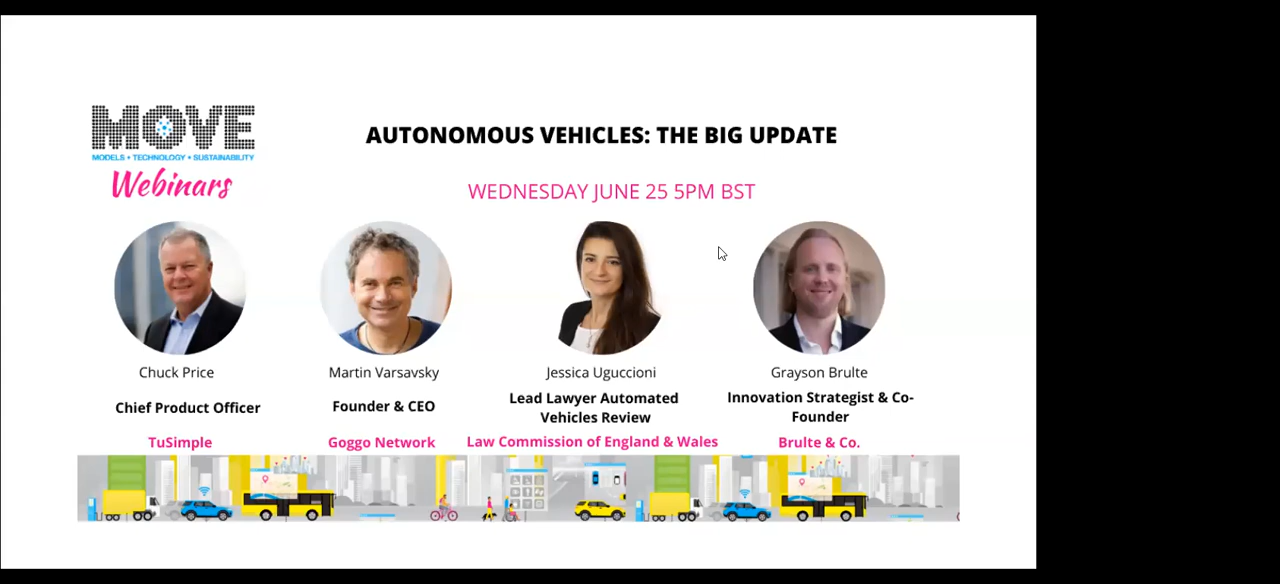 MOVE
MODELS • TECHNOLOGY • SUSTAINABILITY
Webinars
AUTONOMOUS VEHICLES: THE BIG UPDATE
WEDNESDAY JUNE 25 5PM BST
Chuck Price
Chief Product Officer
TuSimple
Martin Varsavsky
Founder & CEO
Goggo Network
Jessica Uguccioni
Lead Lawyer Automated
Vehicles Review
Law Commission of England & Wales
Grayson Brulte
Innovation Strategist & Co-
Founder
Brulte & Co.